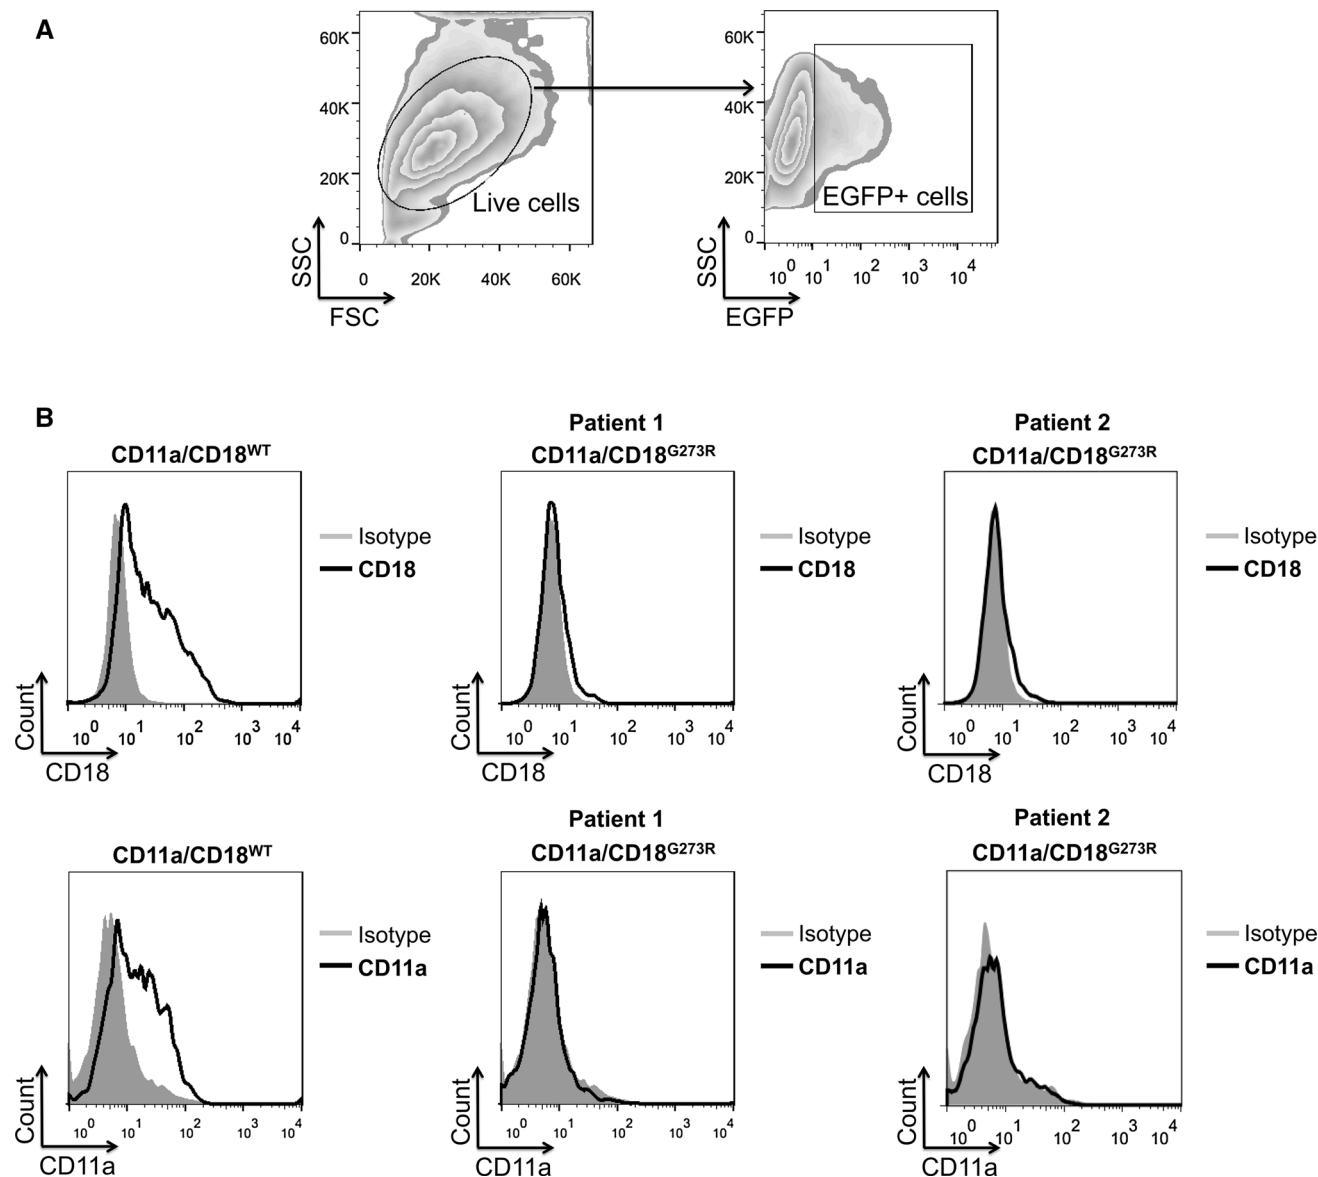 A
60K
40K
20K
0
SSC
0 20K 40K 60K
FSC
Live cells
60K
40K
20K
0
SSC
10⁰ 10¹ 10² 10³ 10⁴
EGFP
EGFP+ cells
B
CD11a/CD18ᵂᵀ
Isotype
CD18
Count
10⁰ 10¹ 10² 10³ 10⁴
CD18
Patient 1
CD11a/CD18ᴳ²⁷³ᴿ
Isotype
CD18
Count
10⁰ 10¹ 10² 10³ 10⁴
CD18
Patient 2
CD11a/CD18ᴳ²⁷³ᴿ
Isotype
CD18
Count
10⁰ 10¹ 10² 10³ 10⁴
CD18
CD11a/CD18ᵂᵀ
Isotype
CD11a
Count
10⁰ 10¹ 10² 10³ 10⁴
CD11a
Patient 1
CD11a/CD18ᴳ²⁷³ᴿ
Isotype
CD11a
Count
10⁰ 10¹ 10² 10³ 10⁴
CD11a
Patient 2
CD11a/CD18ᴳ²⁷³ᴿ
Isotype
CD11a
Count
10⁰ 10¹ 10² 10³ 10⁴
CD11a